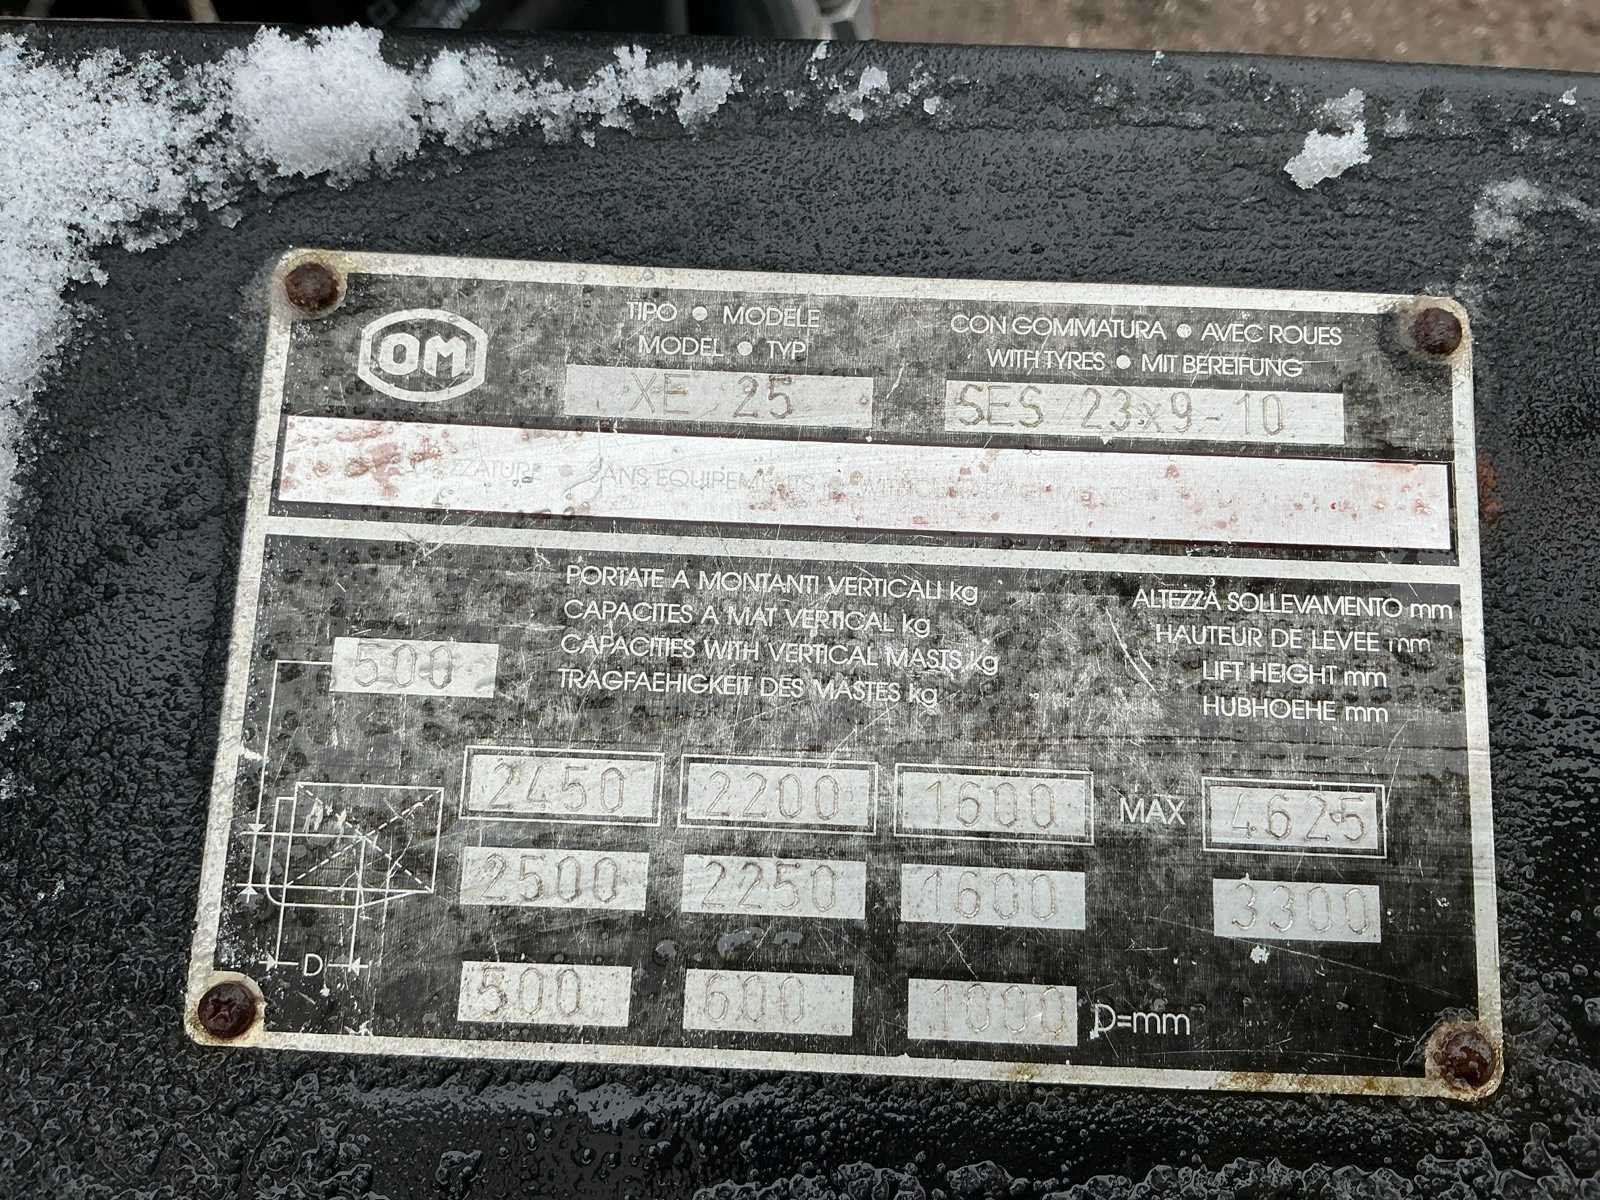 OM
TIPO • MODELE
MODEL • TYP
XE 25
CON GOMMATURA • AVEC ROUES
WITH TYRES • MIT BEREIFUNG
SES 23x9-10
SANS EQUIPEMENTS
PORTATE A MONTANTI VERTICALI kg
CAPACITES A MAT VERTICAL kg
CAPACITIES WITH VERTICAL MASTS kg
TRAGFAEHIGKEIT DES MASTES kg
ALTEZZA SOLLEVAMENTO mm
HAUTEUR DE LEVEE mm
LIFT HEIGHT mm
HUBHOEHE mm
500
2450 2200 1600 MAX 4625
2500 2250 1600 3300
D
500 600 1000 D=mm